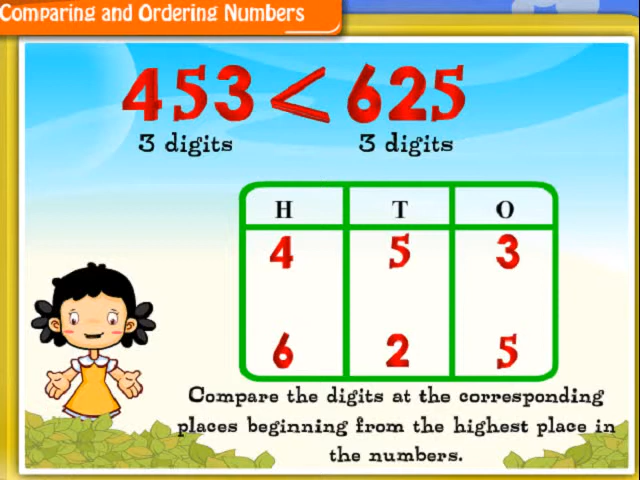 Comparing and Ordering Numbers
453 < 625
3 digits 3 digits
H T O
4 5 3
6 2 5
Compare the digits at the corresponding
places beginning from the highest place in
the numbers.